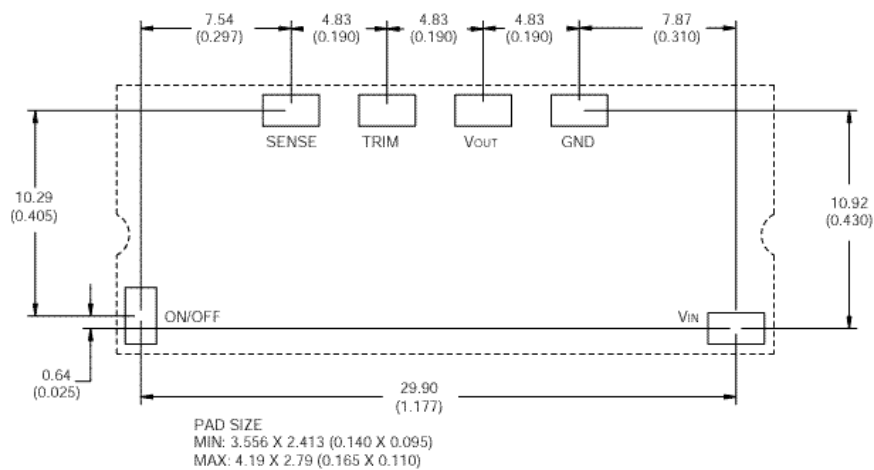 7.54
(0.297)
4.83
(0.190)
4.83
(0.190)
4.83
(0.190)
7.87
(0.310)
SENSE
TRIM
VOUT
GND
10.29
(0.405)
10.92
(0.430)
ON/OFF
VIN
0.64
(0.025)
29.90
(1.177)
PAD SIZE
MIN: 3.556 X 2.413 (0.140 X 0.095)
MAX: 4.19 X 2.79 (0.165 X 0.110)